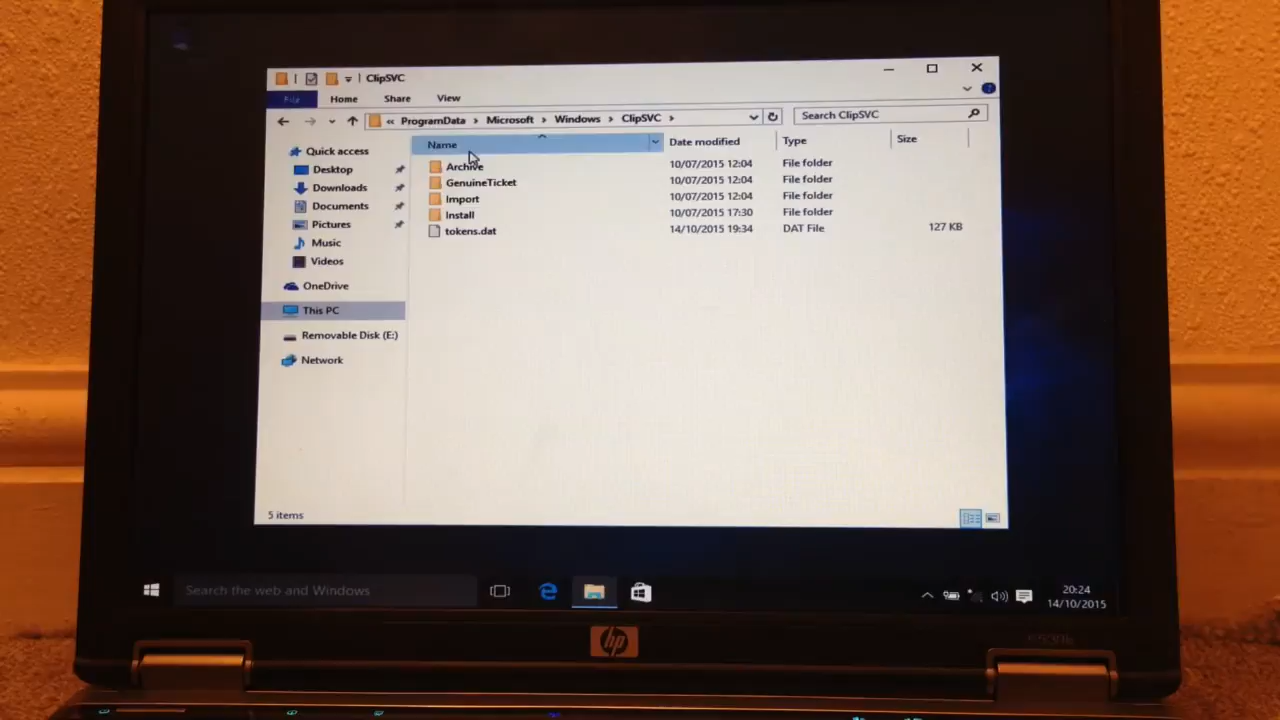 ClipSVC
File Home Share View
« ProgramData › Microsoft › Windows › ClipSVC ›
Search ClipSVC
Name Date modified Type Size
Quick access
Desktop
Downloads
Documents
Pictures
Music
Videos
OneDrive
This PC
Removable Disk (E:)
Network
Archive 10/07/2015 12:04 File folder
GenuineTicket 10/07/2015 12:04 File folder
Import 10/07/2015 12:04 File folder
Install 10/07/2015 17:30 File folder
tokens.dat 14/10/2015 19:34 DAT File 127 KB
5 items
Search the web and Windows
20:24
14/10/2015
hp